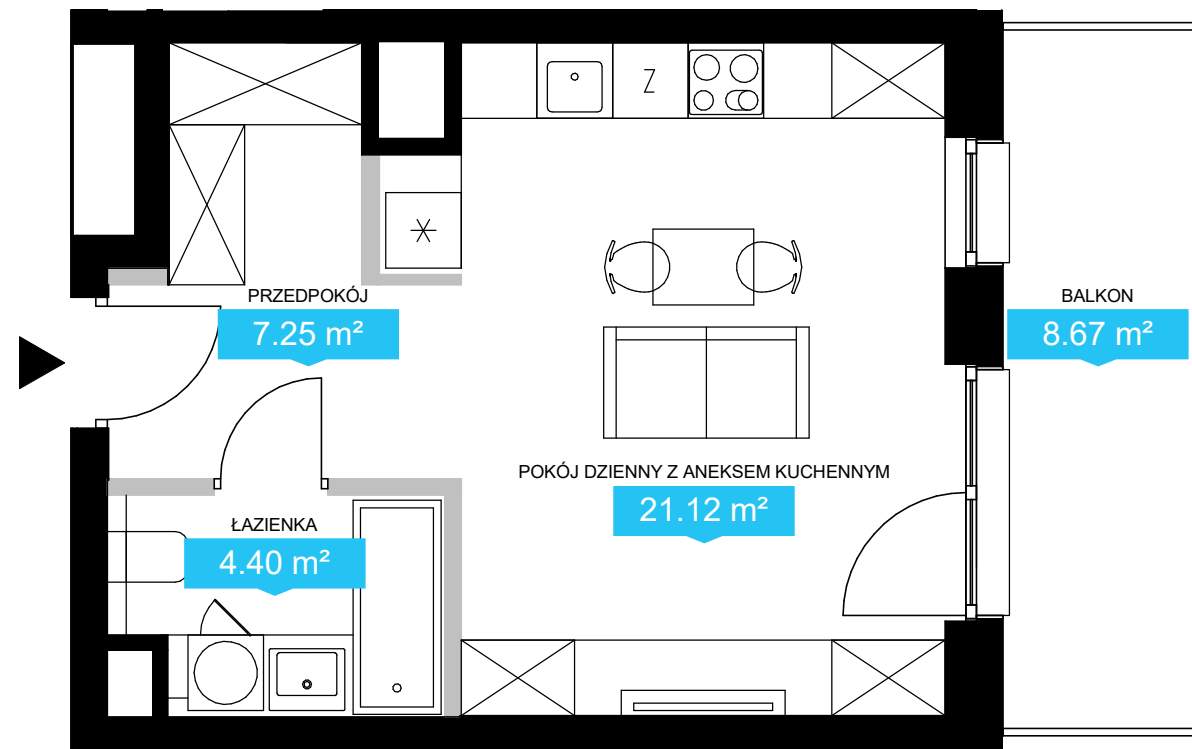 Z
PRZEDPOKÓJ
7.25 m²
BALKON
8.67 m²
POKÓJ DZIENNY Z ANEKSEM KUCHENNYM
21.12 m²
ŁAZIENKA
4.40 m²